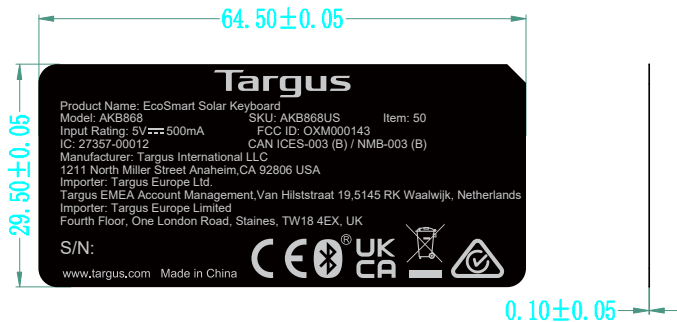 64.50±0.05
Targus
Product Name: EcoSmart Solar Keyboard
Model: AKB868 SKU: AKB868US Item: 50
Input Rating: 5V⎓500mA FCC ID: OXM000143
IC: 27357-00012 CAN ICES-003 (B) / NMB-003 (B)
Manufacturer: Targus International LLC
1211 North Miller Street Anaheim,CA 92806 USA
Importer: Targus Europe Ltd.
Targus EMEA Account Management,Van Hilststraat 19,5145 RK Waalwijk, Netherlands
Importer: Targus Europe Limited
Fourth Floor, One London Road, Staines, TW18 4EX, UK
S/N:
CE ® UK
CA
www.targus.com Made in China
29.50±0.05
0.10±0.05